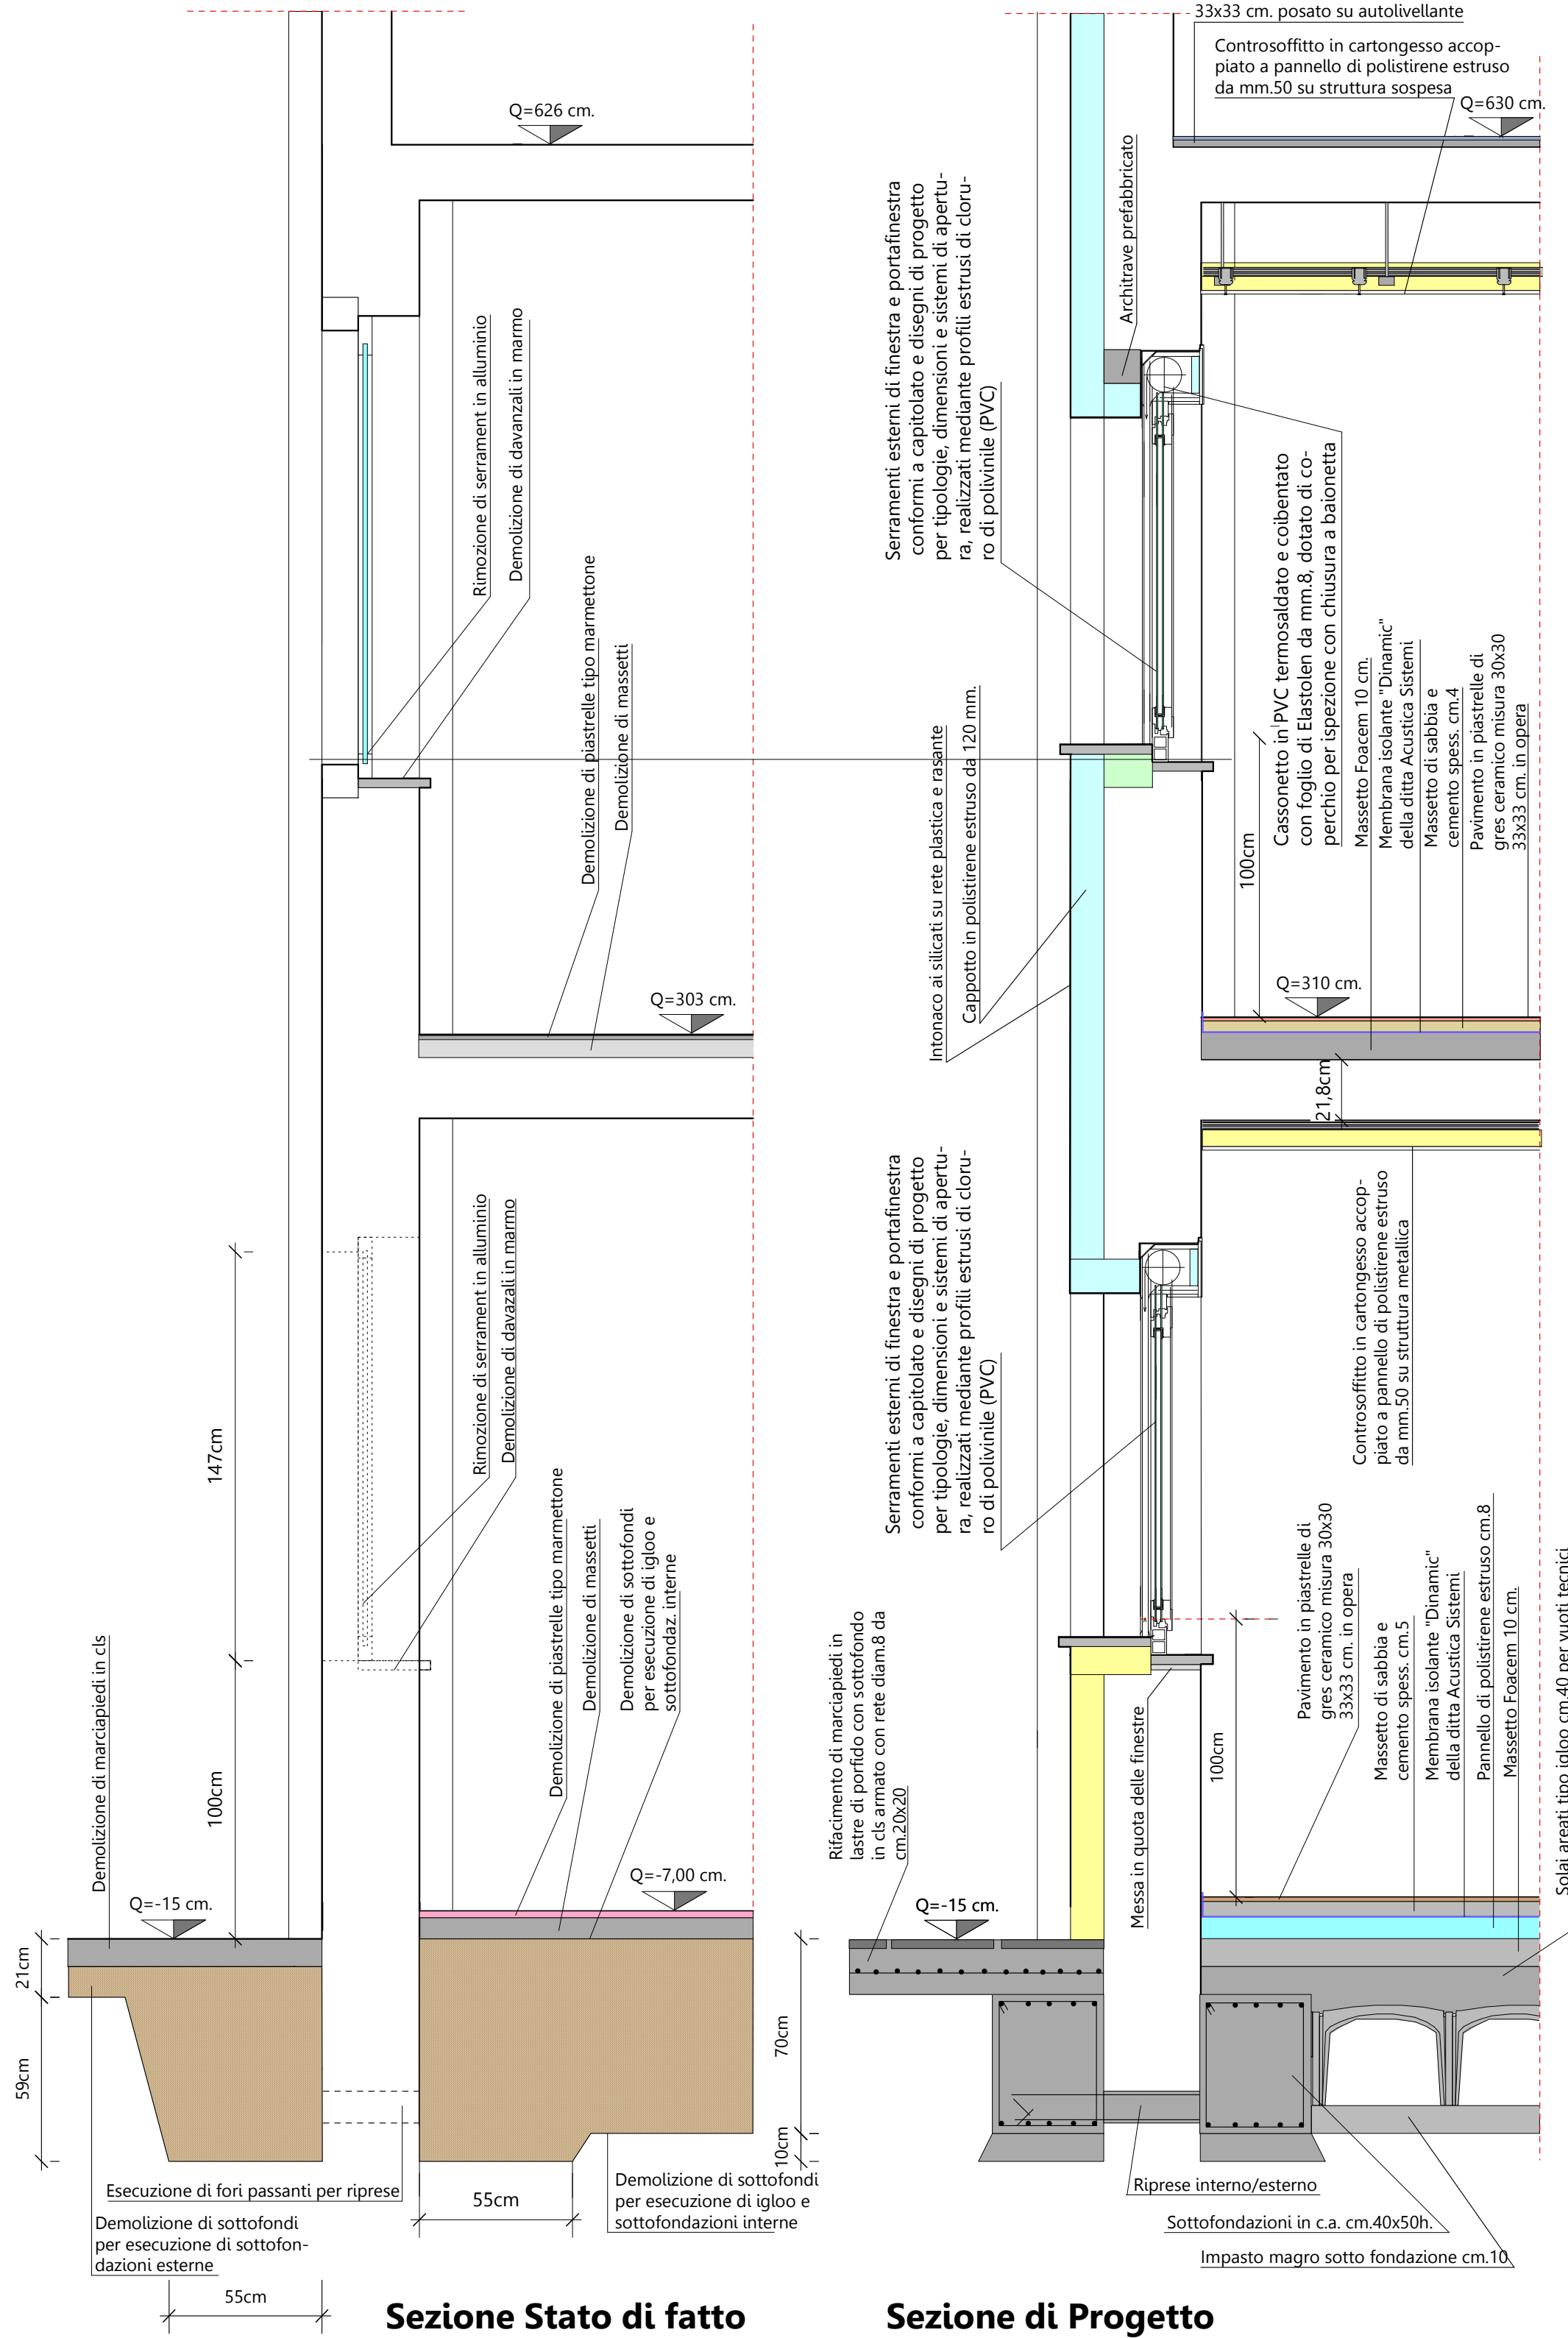 33x33 cm. posato su autolivellante
Controsoffitto in cartongesso accop-
piato a pannello di polistirene estruso
da mm.50 su struttura sospesa
Q=626 cm.
Q=630 cm.
Rimozione di serrament in alluminio
Demolizione di davanzali in marmo
Demolizione di piastrelle tipo marmettone
Demolizione di massetti
Q=303 cm.
Rimozione di serrament in alluminio
Demolizione di davazali in marmo
147cm
100cm
Demolizione di piastrelle tipo marmettone
Demolizione di massetti
Demolizione di sottofondi
per esecuzione di igloo e
sottofondaz. interne
Demolizione di marciapiedi in cls
Q=-15 cm.
Q=-7,00 cm.
21cm
59cm
70cm
10cm
Esecuzione di fori passanti per riprese
Demolizione di sottofondi
per esecuzione di sottofon-
dazioni esterne
55cm
55cm
Demolizione di sottofondi
per esecuzione di igloo e
sottofondazioni interne
Sezione Stato di fatto
Serramenti esterni di finestra e portafinestra
conformi a capitolato e disegni di progetto
per tipologie, dimensioni e sistemi di apertu-
ra, realizzati mediante profili estrusi di cloru-
ro di polivinile (PVC)
Architrave prefabbricato
Cassonetto in PVC termosaldato e coibentato
con foglio di Elastolen da mm.8, dotato di co-
perchio per ispezione con chiusura a baionetta
Massetto Foacem 10 cm.
Membrana isolante "Dinamic"
della ditta Acustica Sistemi
Massetto di sabbia e
cemento spess. cm.4
Pavimento in piastrelle di
gres ceramico misura 30x30
33x33 cm. in opera
100cm
Intonaco ai silicati su rete plastica e rasante
Cappotto in polistirene estruso da 120 mm.
Q=310 cm.
21,8cm
Serramenti esterni di finestra e portafinestra
conformi a capitolato e disegni di progetto
per tipologie, dimensioni e sistemi di apertu-
ra, realizzati mediante profili estrusi di cloru-
ro di polivinile (PVC)
Controsoffitto in cartongesso accop-
piato a pannello di polistirene estruso
da mm.50 su struttura metallica
Rifacimento di marciapiedi in
lastre di porfido con sottofondo
in cls armato con rete diam.8 da
cm.20x20
Messa in quota delle finestre
100cm
Pavimento in piastrelle di
gres ceramico misura 30x30
33x33 cm. in opera
Massetto di sabbia e
cemento spess. cm.5
Membrana isolante "Dinamic"
della ditta Acustica Sistemi
Pannello di polistirene estruso cm.8
Massetto Foacem 10 cm.
Solai areati tipo igloo cm.40 per vuoti tecnici
Q=-15 cm.
Riprese interno/esterno
Sottofondazioni in c.a. cm.40x50h.
Impasto magro sotto fondazione cm.10
Sezione di Progetto